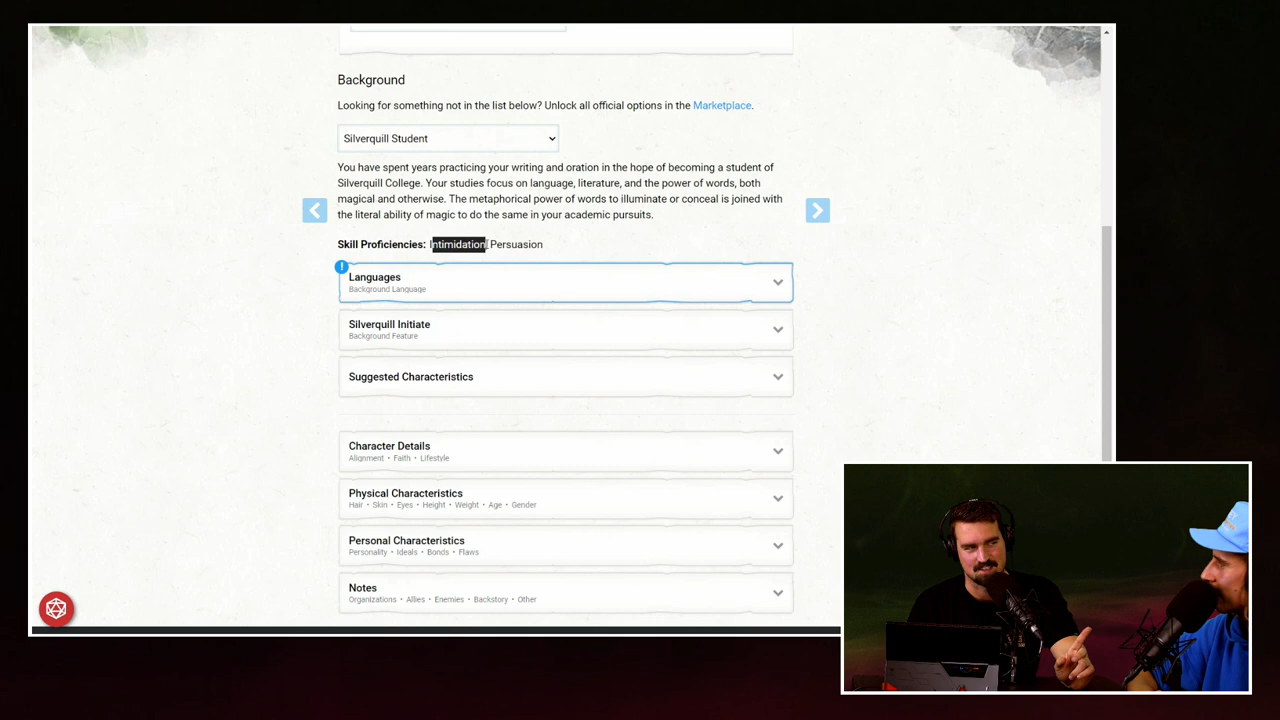 Background
Looking for something not in the list below? Unlock all official options in the Marketplace.
Silverquill Student
You have spent years practicing your writing and oration in the hope of becoming a student of
Silverquill College. Your studies focus on language, literature, and the power of words, both
magical and otherwise. The metaphorical power of words to illuminate or conceal is joined with
the literal ability of magic to do the same in your academic pursuits.
Skill Proficiencies: Intimidation, Persuasion
!
Languages
Background Language
Silverquill Initiate
Background Feature
Suggested Characteristics
Character Details
Alignment • Faith • Lifestyle
Physical Characteristics
Hair • Skin • Eyes • Height • Weight • Age • Gender
Personal Characteristics
Personality • Ideals • Bonds • Flaws
Notes
Organizations • Allies • Enemies • Backstory • Other